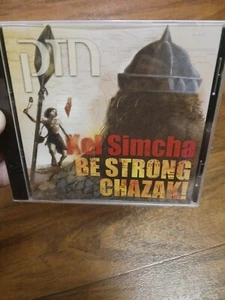 חזק
Kol Simcha
BE STRONG
CHAZAK!